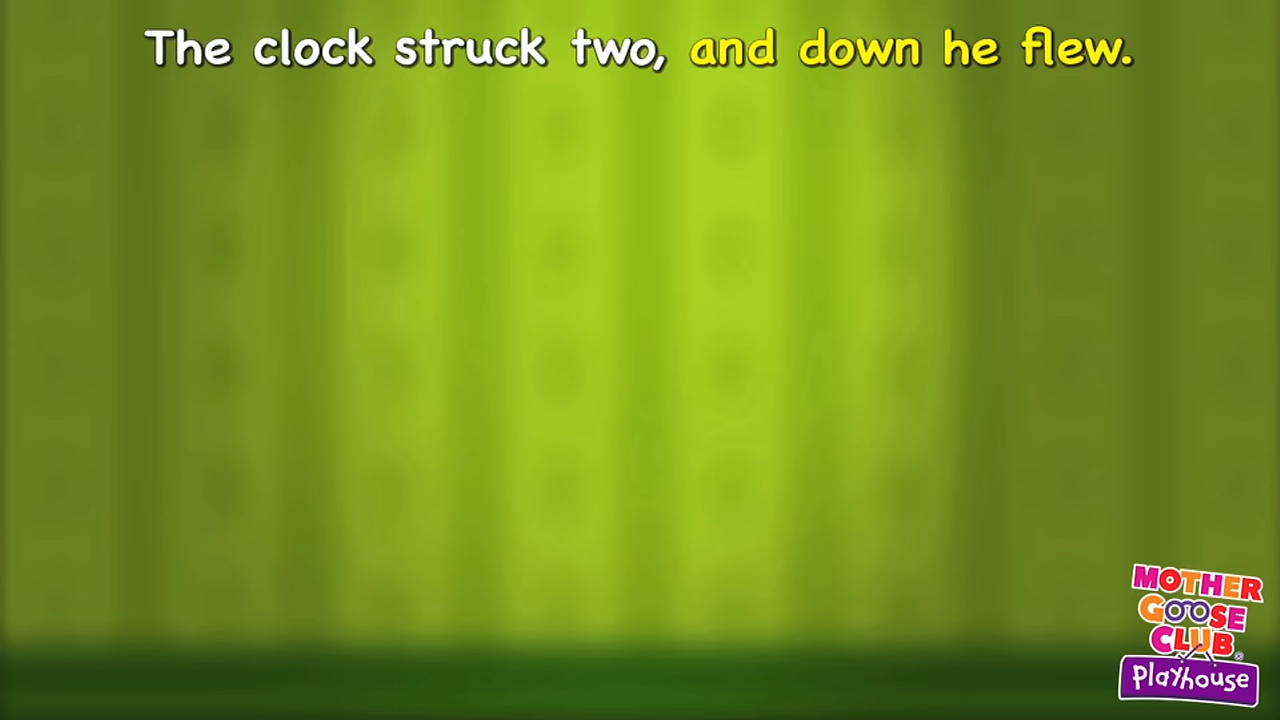 The clock struck two, and down he flew.
MOTHER
GOOSE
CLUB
Playhouse